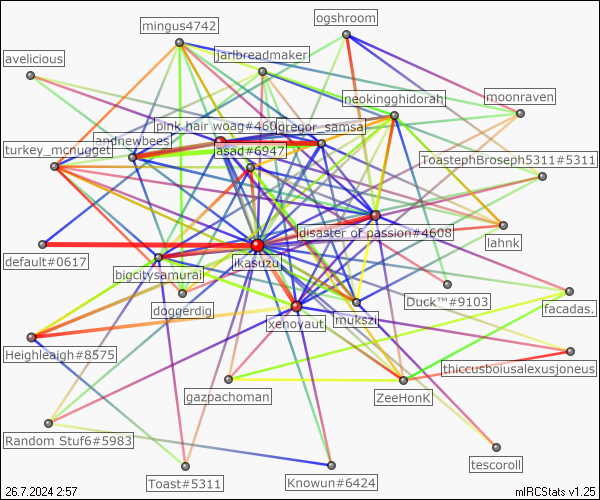 ogshroom
mingus4742
jarlbreadmaker
avelicious
neokingghidorah
moonraven
pink hair woag#460
gregor_samsa
andnewbees
turkey_mcnugget
asad#6947
ToastephBroseph5311#5311
disaster of passion#4608
lahnk
default#0617
ikasuzu
bigcitysamurai
doggerdig
Duck™#9103
facadas.
xenoyaut
mukszi
Heighleigh#8575
thiccusboiusalexusjoneus
gazpachoman
ZeeHonK
Random Stuf6#5983
tescoroll
Toast#5311
Knowun#6424
26.7.2024 2:57
mIRCStats v1.25